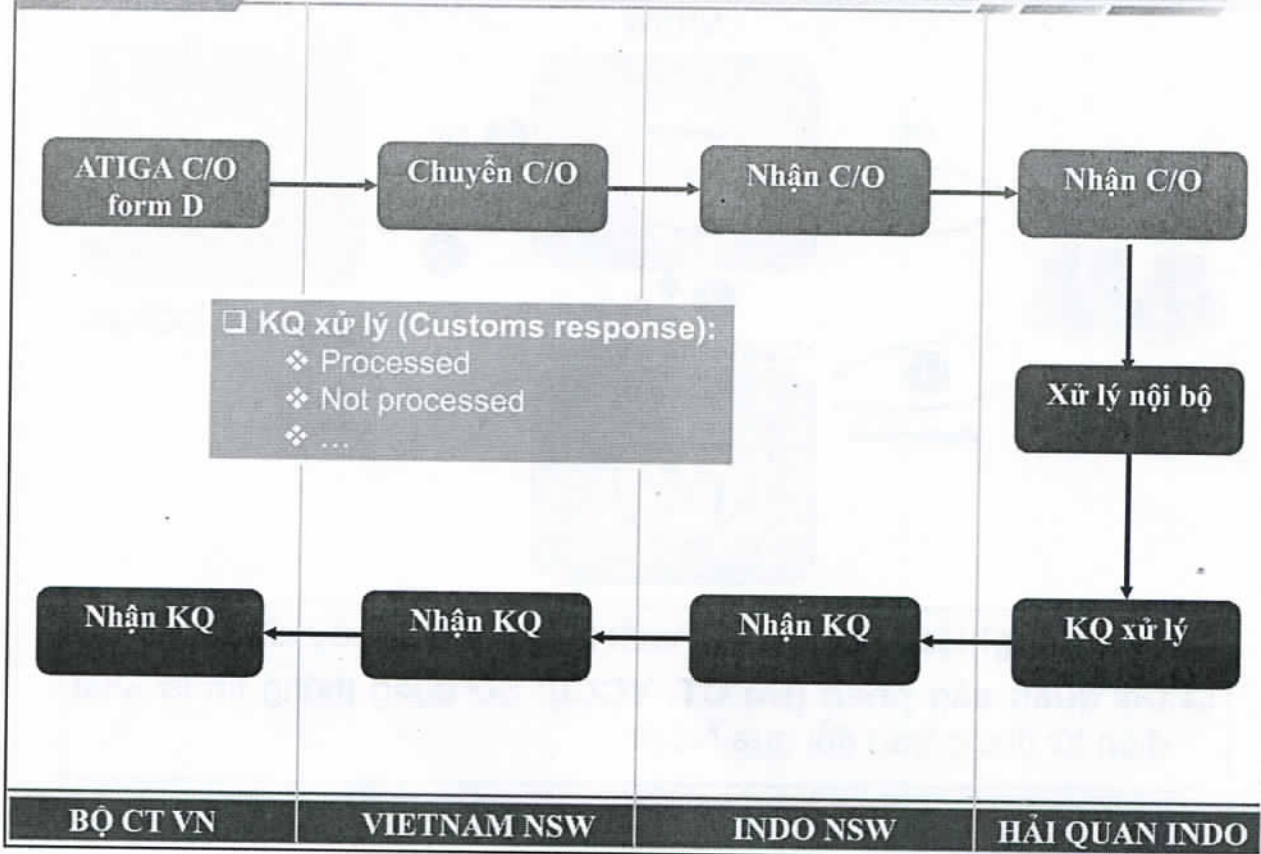 ATIGA C/O
form D
Chuyển C/O
Nhận C/O
Nhận C/O
❑ KQ xử lý (Customs response):
❖ Processed
❖ Not processed
❖ ...
Xử lý nội bộ
Nhận KQ
Nhận KQ
Nhận KQ
KQ xử lý
BỘ CT VN
VIETNAM NSW
INDO NSW
HẢI QUAN INDO